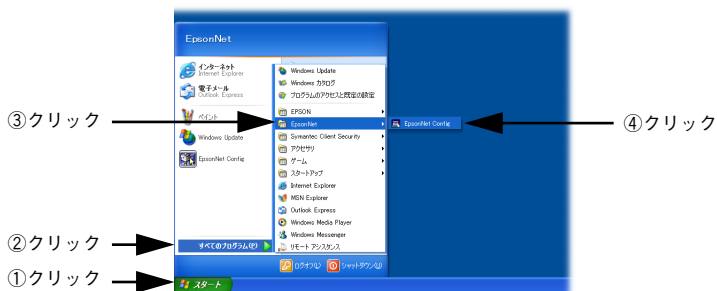 EpsonNet
インターネット
Internet Explorer
電子メール
Outlook Express
ペイント
Windows Update
EpsonNet Config
すべてのプログラム(P)
Windows Update
Windows カタログ
プログラムのアクセスと既定の設定
EPSON
EpsonNet
Symantec Client Security
アクセサリ
ゲーム
スタートアップ
Internet Explorer
MSN Explorer
Outlook Express
Windows Media Player
Windows Messenger
リモート アシスタンス
EpsonNet Config
ログオフ(L)
シャットダウン(U)
スタート
③クリック
④クリック
②クリック
①クリック